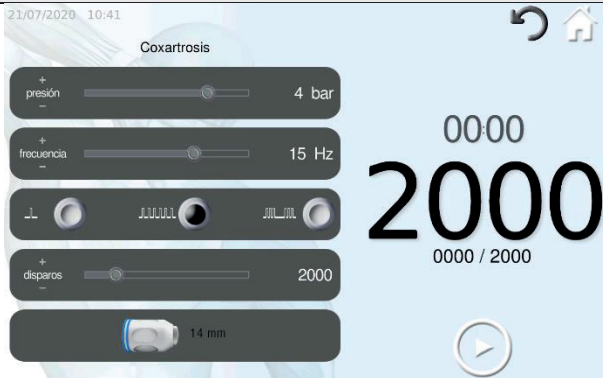 21/07/2020 10:41
Coxartrosis
+
presión
−
4 bar
+
frecuencia
−
15 Hz
+
disparos
−
2000
14 mm
00:00
2000
0000 / 2000